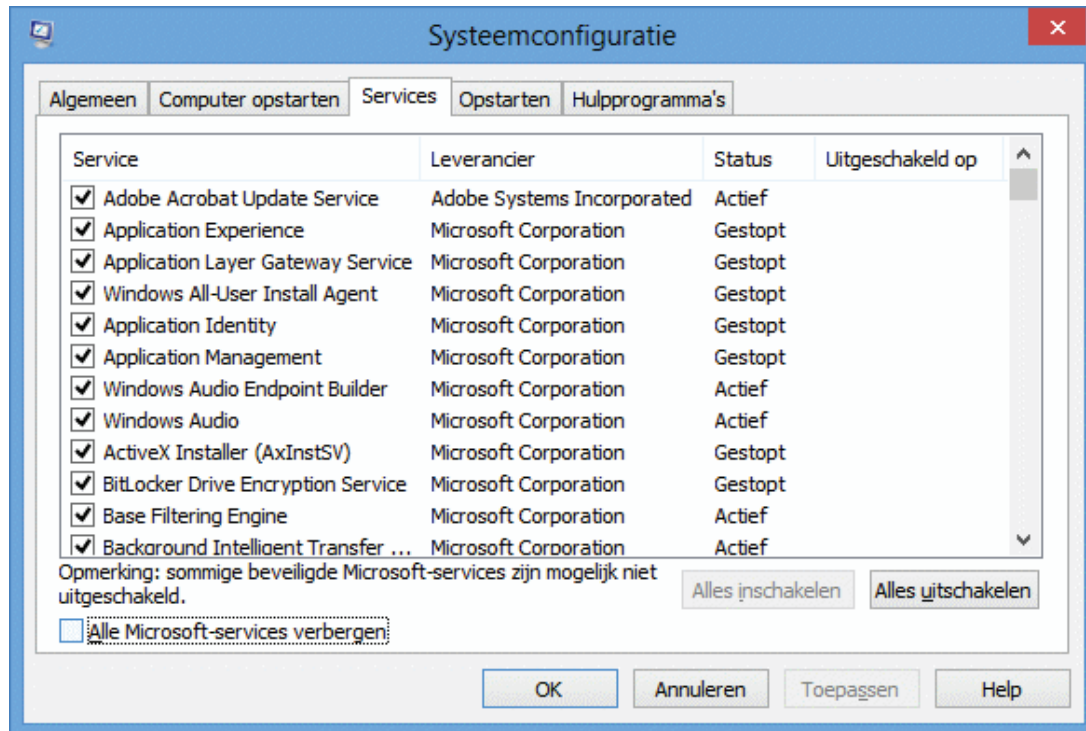 Systeemconfiguratie
Algemeen Computer opstarten Services Opstarten Hulpprogramma's
Service Leverancier Status Uitgeschakeld op
Adobe Acrobat Update Service Adobe Systems Incorporated Actief
Application Experience Microsoft Corporation Gestopt
Application Layer Gateway Service Microsoft Corporation Gestopt
Windows All-User Install Agent Microsoft Corporation Gestopt
Application Identity Microsoft Corporation Gestopt
Application Management Microsoft Corporation Gestopt
Windows Audio Endpoint Builder Microsoft Corporation Actief
Windows Audio Microsoft Corporation Actief
ActiveX Installer (AxInstSV) Microsoft Corporation Gestopt
BitLocker Drive Encryption Service Microsoft Corporation Gestopt
Base Filtering Engine Microsoft Corporation Actief
Background Intelligent Transfer ... Microsoft Corporation Actief
Opmerking: sommige beveiligde Microsoft-services zijn mogelijk niet
uitgeschakeld.
Alles inschakelen Alles uitschakelen
Alle Microsoft-services verbergen
OK Annuleren Toepassen Help